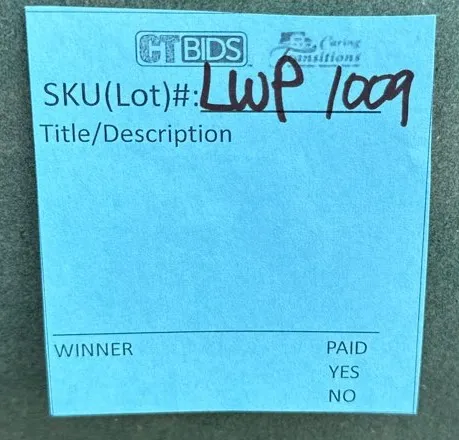 CTBIDS Caring Transitions
SKU(Lot)#: LWP 1009
Title/Description
WINNER PAID
YES
NO